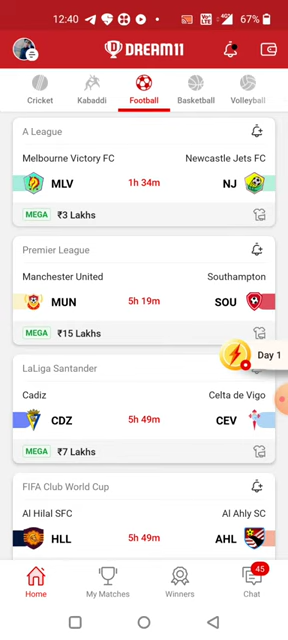 12:40 67%
DREAM11
Cricket Kabaddi Football Basketball Volleyball
A League
Melbourne Victory FC Newcastle Jets FC
MLV 1h 34m NJ
MEGA ₹3 Lakhs
Premier League
Manchester United Southampton
MUN 5h 19m SOU
MEGA ₹15 Lakhs
Day 1
LaLiga Santander
Cadiz Celta de Vigo
CDZ 5h 49m CEV
MEGA ₹7 Lakhs
FIFA Club World Cup
Al Hilal SFC Al Ahly SC
HLL 5h 49m AHL
45
Home My Matches Winners Chat